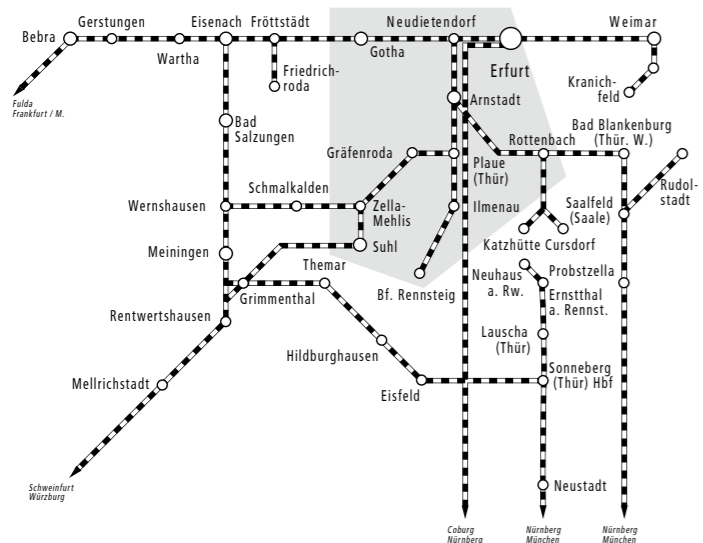 Gerstungen
Eisenach
Fröttstädt
Neudietendorf
Weimar
Bebra
Wartha
Gotha
Erfurt
Fulda
Frankfurt / M.
Friedrich-
roda
Kranich-
feld
Arnstadt
Bad
Salzungen
Gräfenroda
Rottenbach
Bad Blankenburg
(Thür. W.)
Plaue
(Thür)
Rudol-
stadt
Schmalkalden
Wernshausen
Zella-
Mehlis
Ilmenau
Saalfeld
(Saale)
Suhl
Katzhütte
Cursdorf
Meiningen
Themar
Neuhaus
a. Rw.
Probstzella
Bf. Rennsteig
Grimmenthal
Ernstthal
a. Rennst.
Rentwertshausen
Lauscha
(Thür)
Hildburghausen
Sonneberg
(Thür) Hbf
Mellrichstadt
Eisfeld
Neustadt
Schweinfurt
Würzburg
Coburg
Nürnberg
Nürnberg
München
Nürnberg
München